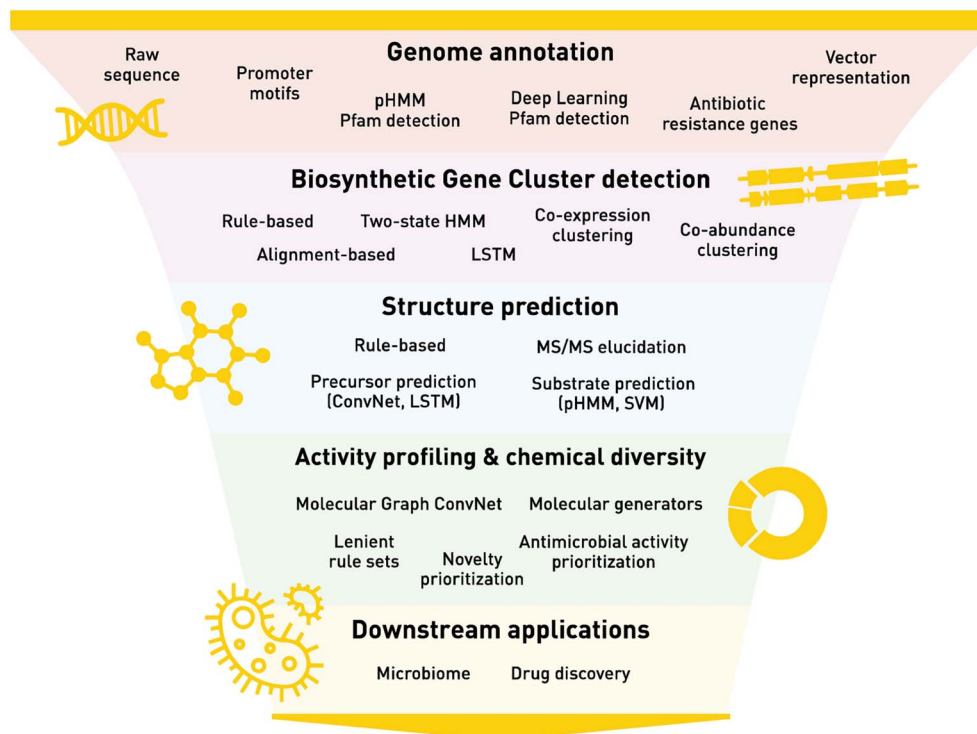 Genome annotation
Raw
sequence
Promoter
motifs
pHMM
Pfam detection
Deep Learning
Pfam detection
Antibiotic
resistance genes
Vector
representation
Biosynthetic Gene Cluster detection
Rule-based
Two-state HMM
Co-expression
clustering
Co-abundance
clustering
Alignment-based
LSTM
Structure prediction
Rule-based
MS/MS elucidation
Precursor prediction
(ConvNet, LSTM)
Substrate prediction
(pHMM, SVM)
Activity profiling & chemical diversity
Molecular Graph ConvNet
Molecular generators
Lenient
rule sets
Novelty
prioritization
Antimicrobial activity
prioritization
Downstream applications
Microbiome
Drug discovery